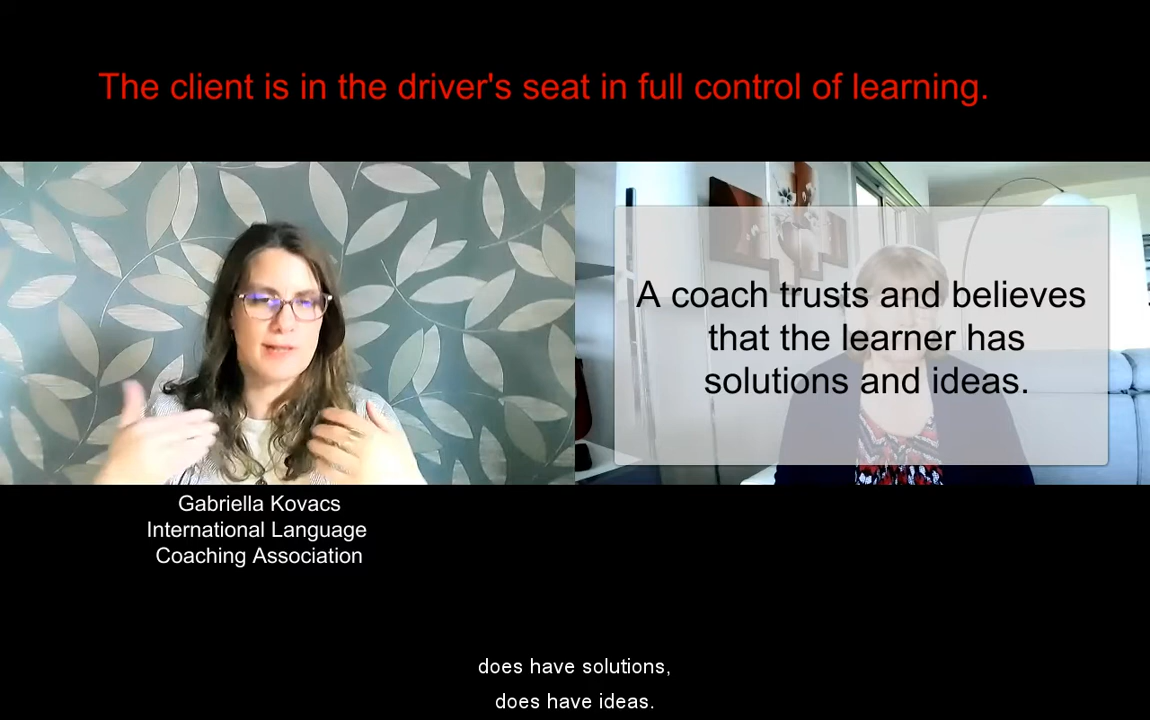 The client is in the driver's seat in full control of learning.
A coach trusts and believes
that the learner has
solutions and ideas.
Gabriella Kovacs
International Language
Coaching Association
does have solutions,
does have ideas.